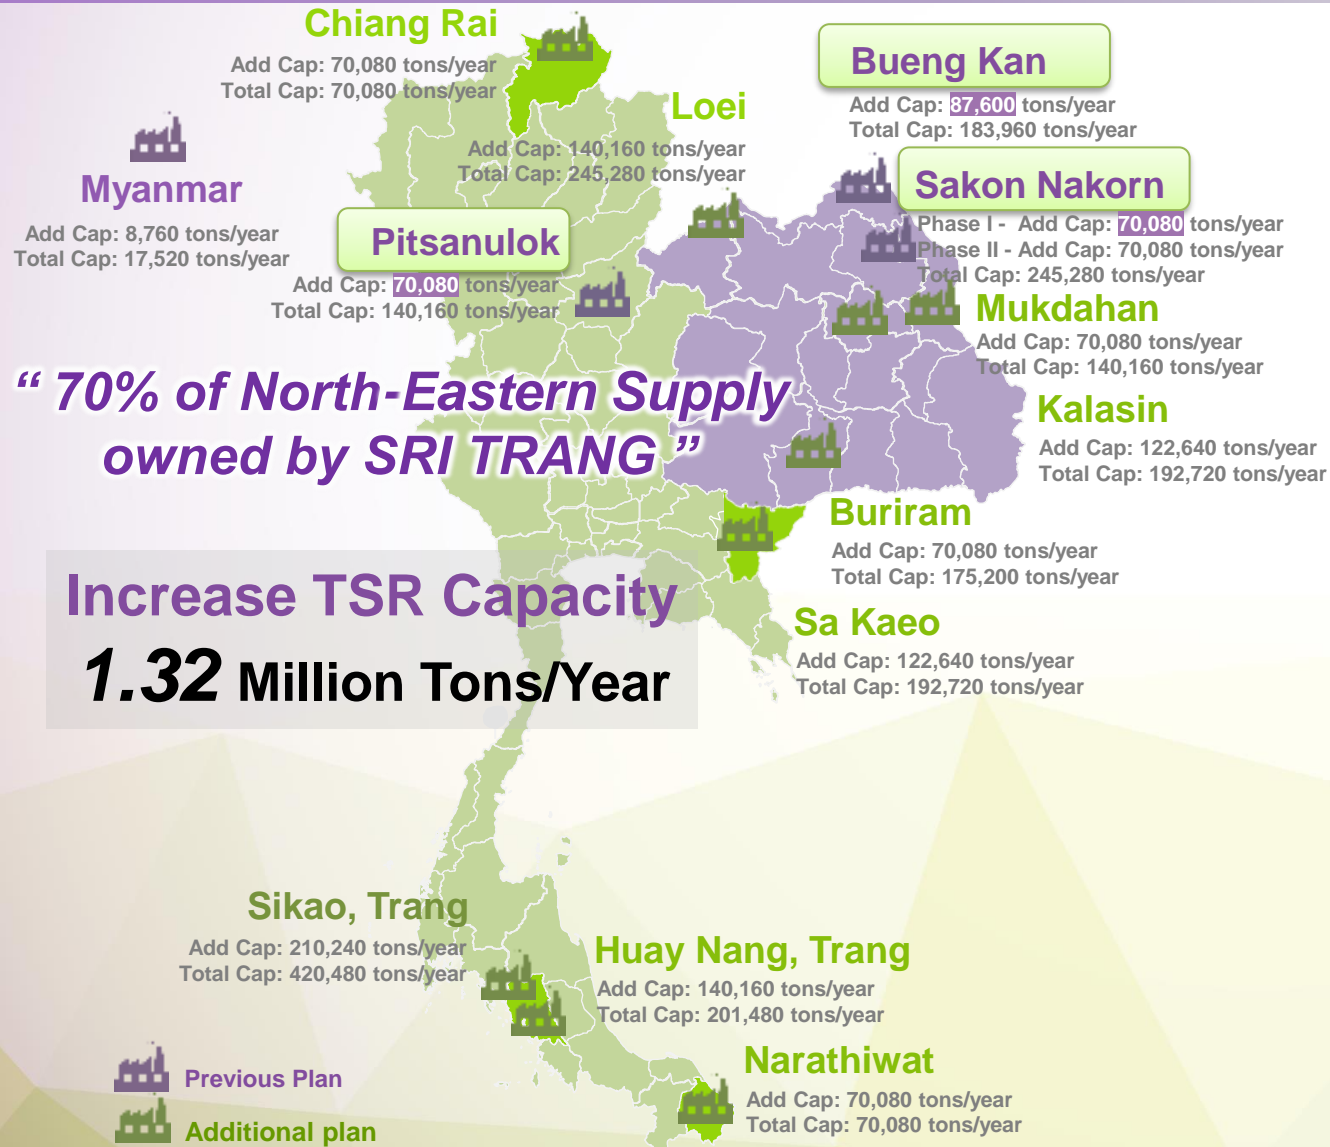 Chiang Rai
Add Cap: 70,080 tons/year
Total Cap: 70,080 tons/year
Bueng Kan
Add Cap: 87,600 tons/year
Total Cap: 183,960 tons/year
Loei
Add Cap: 140,160 tons/year
Total Cap: 245,280 tons/year
Myanmar
Add Cap: 8,760 tons/year
Total Cap: 17,520 tons/year
Sakon Nakorn
Phase I - Add Cap: 70,080 tons/year
Phase II - Add Cap: 70,080 tons/year
Total Cap: 245,280 tons/year
Pitsanulok
Add Cap: 70,080 tons/year
Total Cap: 140,160 tons/year
Mukdahan
Add Cap: 70,080 tons/year
Total Cap: 140,160 tons/year
“ 70% of North-Eastern Supply
owned by SRI TRANG ”
Kalasin
Add Cap: 122,640 tons/year
Total Cap: 192,720 tons/year
Buriram
Add Cap: 70,080 tons/year
Total Cap: 175,200 tons/year
Increase TSR Capacity
1.32 Million Tons/Year
Sa Kaeo
Add Cap: 122,640 tons/year
Total Cap: 192,720 tons/year
Sikao, Trang
Add Cap: 210,240 tons/year
Total Cap: 420,480 tons/year
Huay Nang, Trang
Add Cap: 140,160 tons/year
Total Cap: 201,480 tons/year
Narathiwat
Add Cap: 70,080 tons/year
Total Cap: 70,080 tons/year
Previous Plan
Additional plan